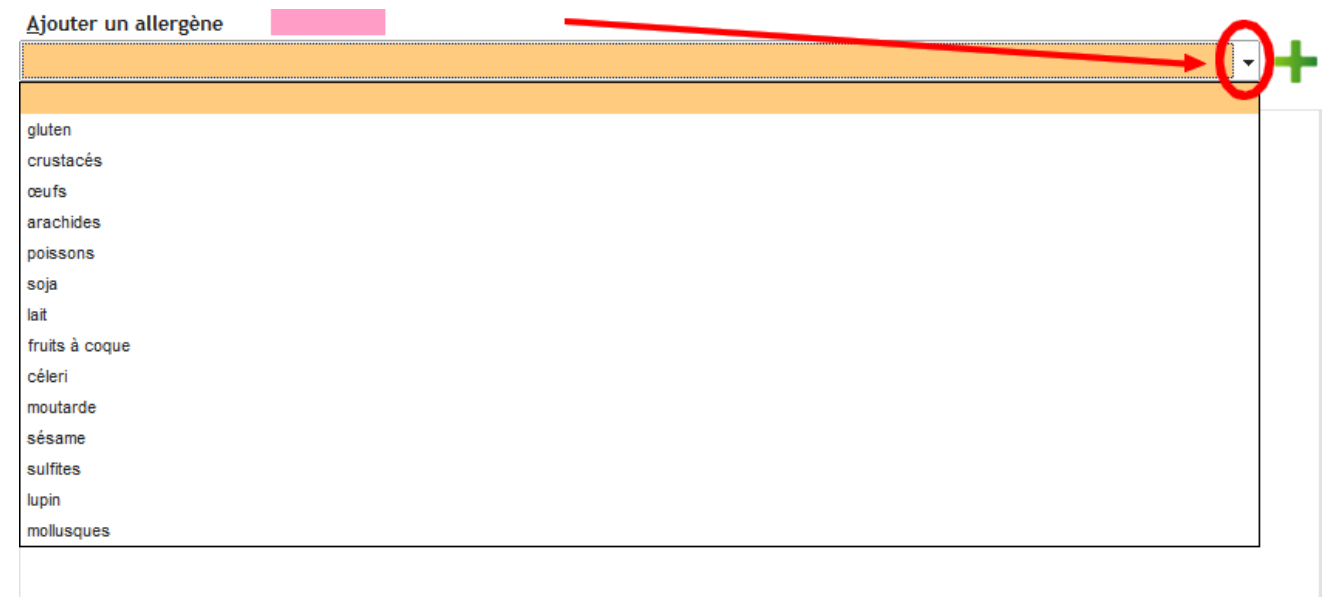 Ajouter un allergène
gluten
crustacés
œufs
arachides
poissons
soja
lait
fruits à coque
céleri
moutarde
sésame
sulfites
lupin
mollusques